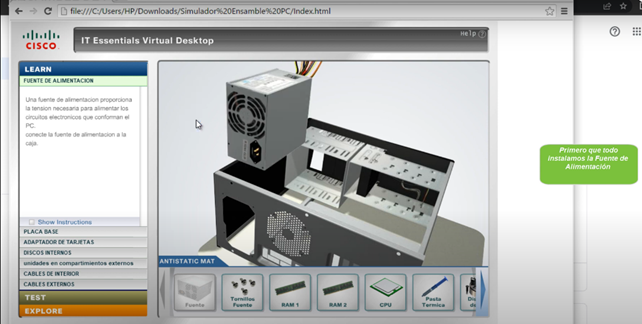 file:///C:/Users/HP/Downloads/Simulador%20Ensamble%20PC/Index.html
CISCO
IT Essentials Virtual Desktop
Help ?
LEARN
FUENTE DE ALIMENTACION
Una fuente de alimentacion proporciona
la tension necesaria para alimentar los
circuitos electronicos que conforman el
PC.
conecte la fuente de alimentacion a la
caja.
Show Instructions
PLACA BASE
ADAPTADOR DE TARJETAS
DISCOS INTERNOS
unidades en compartimientos externos
CABLES DE INTERIOR
CABLES EXTERNOS
TEST
EXPLORE
ANTISTATIC MAT
Fuente
Tornillos
Fuente
RAM 1
RAM 2
CPU
Pasta
Termica
Primero que todo
instalamos la Fuente de
Alimentación